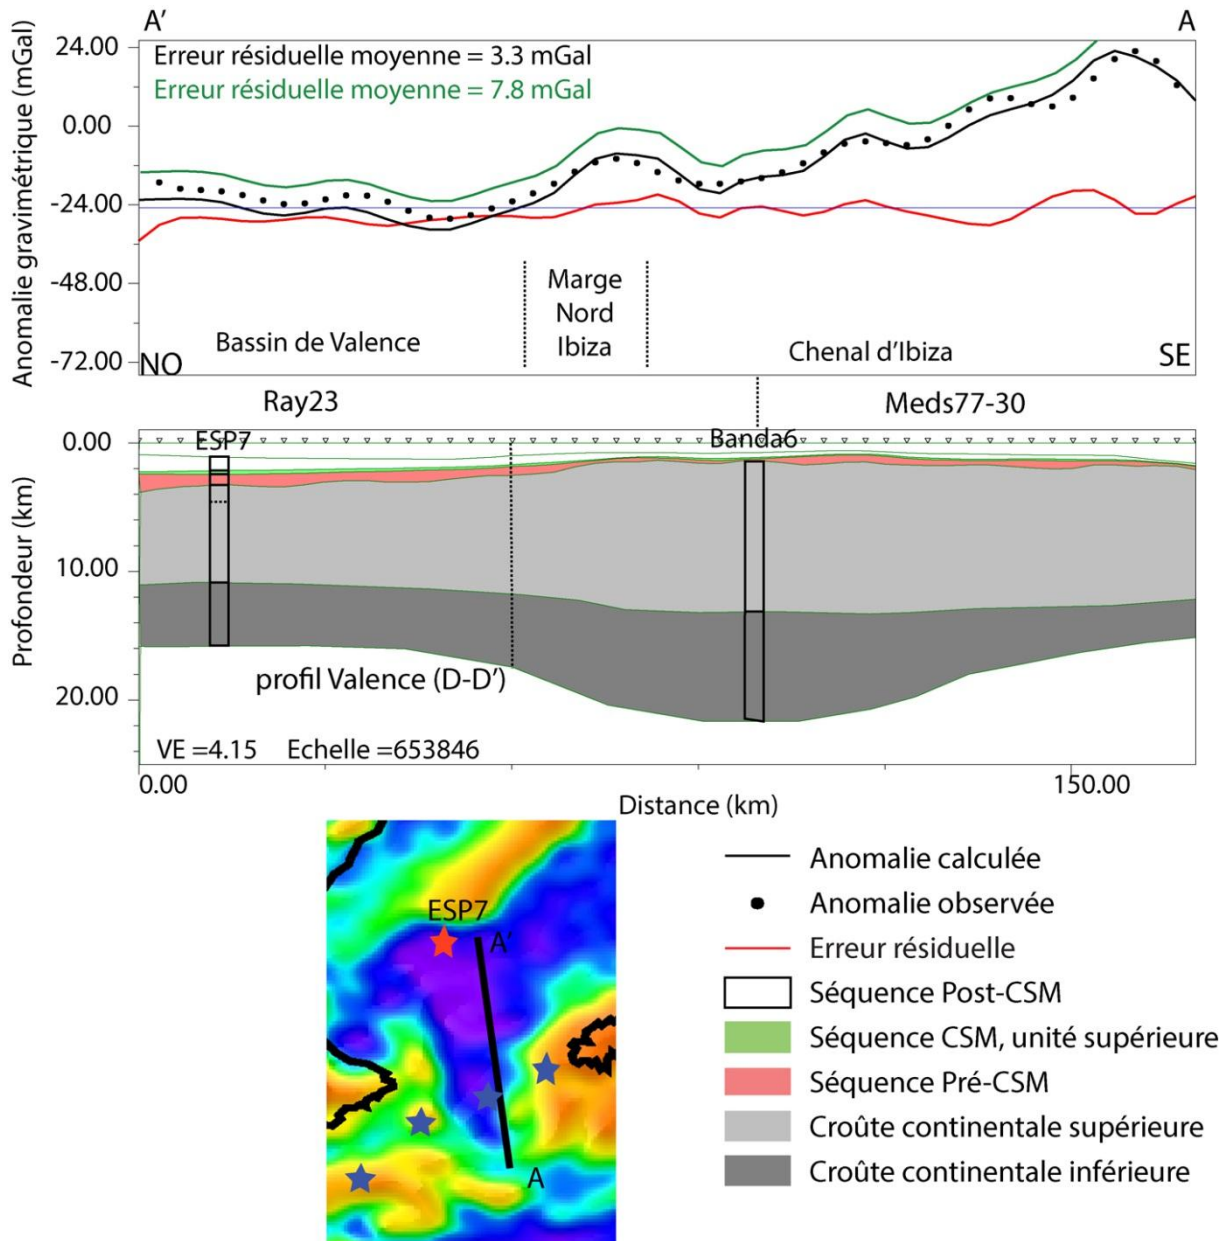 A'
A
Anomalie gravimétrique (mGal)
24.00
0.00
-24.00
-48.00
-72.00
Erreur résiduelle moyenne = 3.3 mGal
Erreur résiduelle moyenne = 7.8 mGal
Marge
Nord
Ibiza
Bassin de Valence
Chenal d'Ibiza
NO
SE
Ray23
Meds77-30
ESP7
Banda6
Profondeur (km)
0.00
10.00
20.00
profil Valence (D-D')
VE =4.15 Echelle =653846
0.00
150.00
Distance (km)
ESP7
A'
A
Anomalie calculée
Anomalie observée
Erreur résiduelle
Séquence Post-CSM
Séquence CSM, unité supérieure
Séquence Pré-CSM
Croûte continentale supérieure
Croûte continentale inférieure